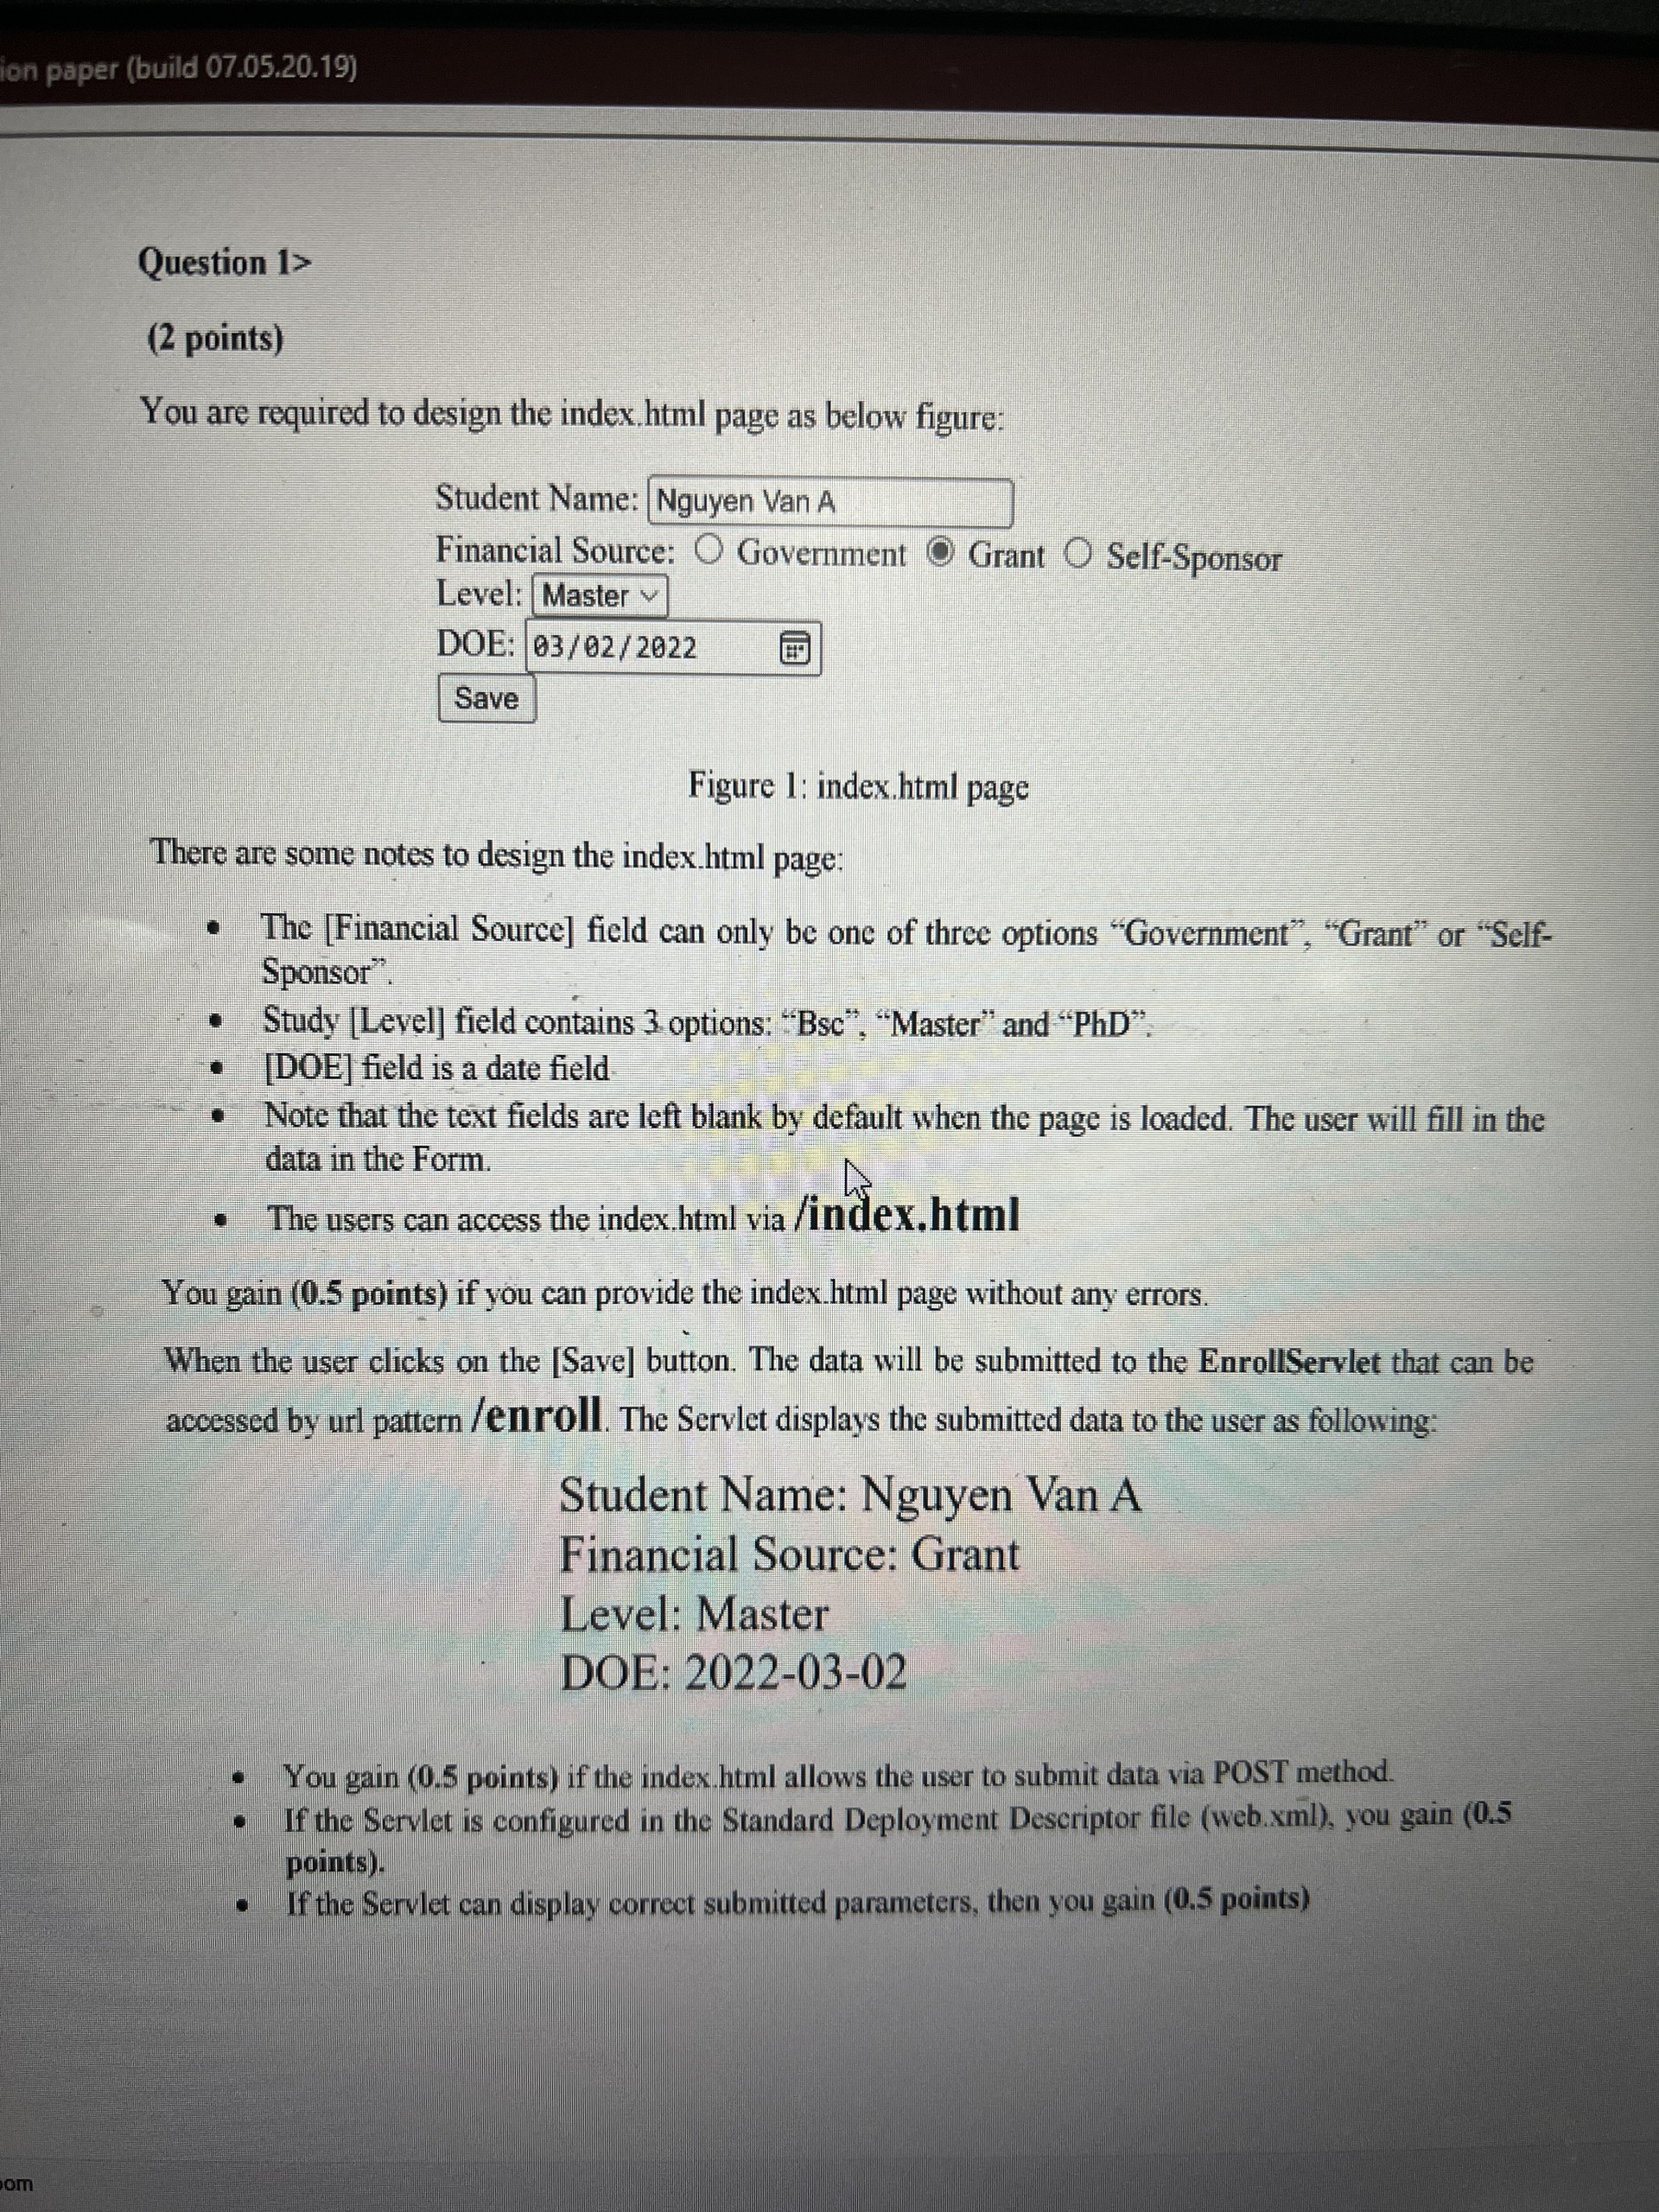 ion paper (build 07.05.20.19)
Question 1>
(2 points)
You are required to design the index.html page as below figure:
Student Name: Nguyen Van A
Financial Source: Government Grant Self-Sponsor
Level: Master
DOE: 03/02/2022
Save
Figure 1: index.html page
There are some notes to design the index.html page:
• The [Financial Source] field can only be one of three options “Government”, “Grant” or “Self-
Sponsor”.
• Study [Level] field contains 3 options: “Bsc”, “Master” and “PhD”.
• [DOE] field is a date field
• Note that the text fields are left blank by default when the page is loaded. The user will fill in the
data in the Form.
• The users can access the index.html via /index.html
You gain (0.5 points) if you can provide the index.html page without any errors.
When the user clicks on the [Save] button. The data will be submitted to the EnrollServlet that can be
accessed by url pattern /enroll. The Servlet displays the submitted data to the user as following:
Student Name: Nguyen Van A
Financial Source: Grant
Level: Master
DOE: 2022-03-02
• You gain (0.5 points) if the index.html allows the user to submit data via POST method.
• If the Servlet is configured in the Standard Deployment Descriptor file (web.xml), you gain (0.5
points).
• If the Servlet can display correct submitted parameters, then you gain (0.5 points)
oom